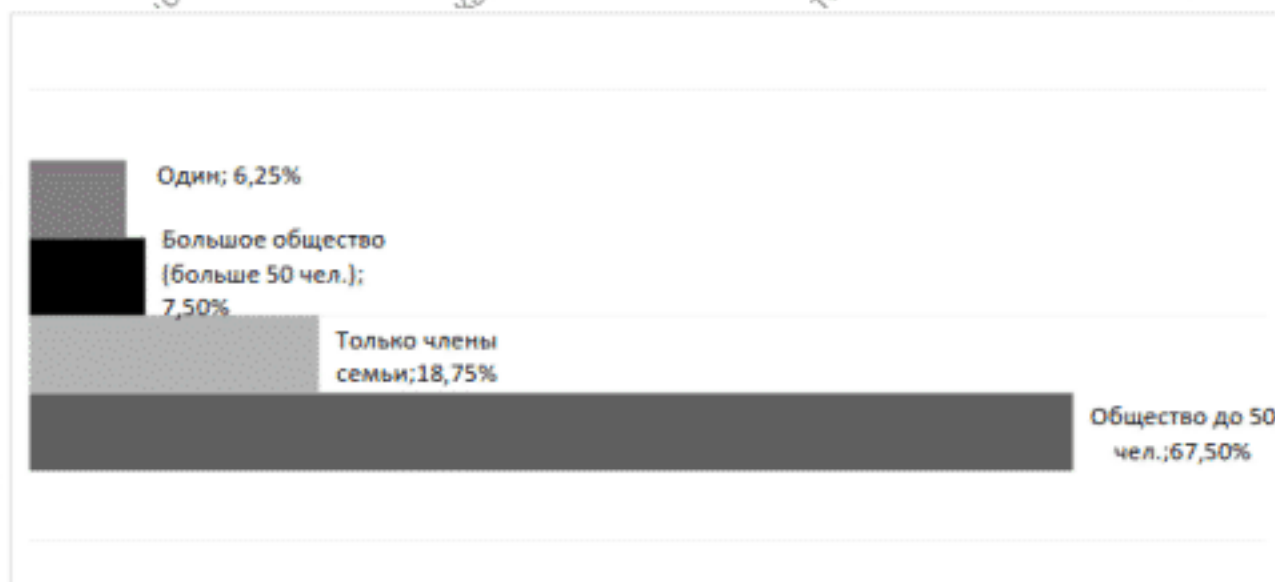 Один; 6,25%
Большое общество
(больше 50 чел.);
7,50%
Только члены
семьи;18,75%
Общество до 50
чел.;67,50%